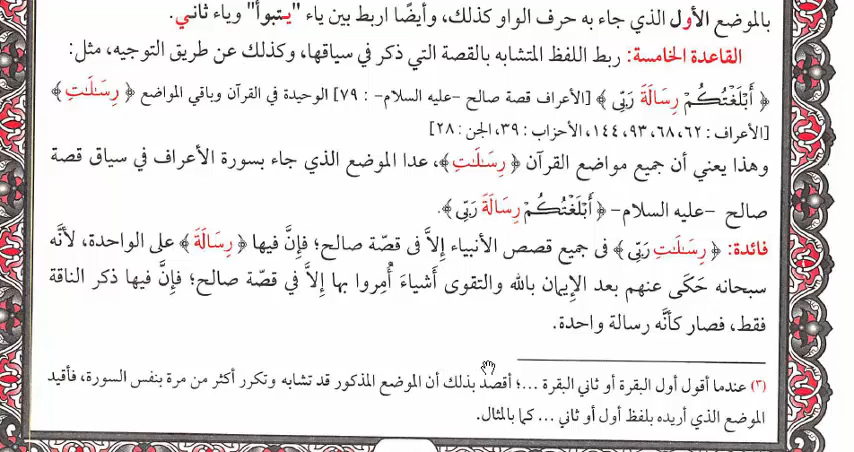 بالموضع الأول الذي جاء به حرف الواو كذلك، وأيضًا اربط بين ياء "يتبوأ" وياء ثاني.
القاعدة الخامسة: ربط اللفظ المتشابه بالقصة التي ذكر في سياقها، وكذلك عن طريق التوجيه، مثل:
﴿ أَبْلَغْتُكُمْ رِسَالَةَ رَبِّى ﴾ [الأعراف قصة صالح -عليه السلام- : ٧٩] الوحيدة في القرآن وباقي المواضع ﴿ رِسَـٰلَـٰتِ ﴾
[الأعراف : ٦٢، ٦٨، ٩٣، ١٤٤، الأحزاب : ٣٩، الجن : ٢٨]
وهذا يعني أن جميع مواضع القرآن ﴿ رِسَـٰلَـٰتِ ﴾، عدا الموضع الذي جاء بسورة الأعراف في سياق قصة
صالح -عليه السلام- ﴿ أَبْلَغْتُكُمْ رِسَالَةَ رَبِّى ﴾.
فائدة: ﴿ رِسَـٰلَـٰتِ رَبِّى ﴾ فى جميع قصص الأنبياء إلاَّ فى قصّة صالح؛ فإنَّ فيها ﴿ رِسَالَةَ ﴾ على الواحدة، لأنَّه
سبحانه حَكَى عنهم بعد الإيمان بالله والتقوى أَشياءَ أُمِروا بها إلاَّ في قصّة صالح؛ فإنَّ فيها ذكر الناقة
فقط، فصار كأنَّه رسالة واحدة.
(٣) عندما أقول أول البقرة أو ثاني البقرة ...؛ أقصد بذلك أن الموضع المذكور قد تشابه وتكرر أكثر من مرة بنفس السورة، فأقيد
الموضع الذي أريده بلفظ أول أو ثاني ... كما بالمثال.